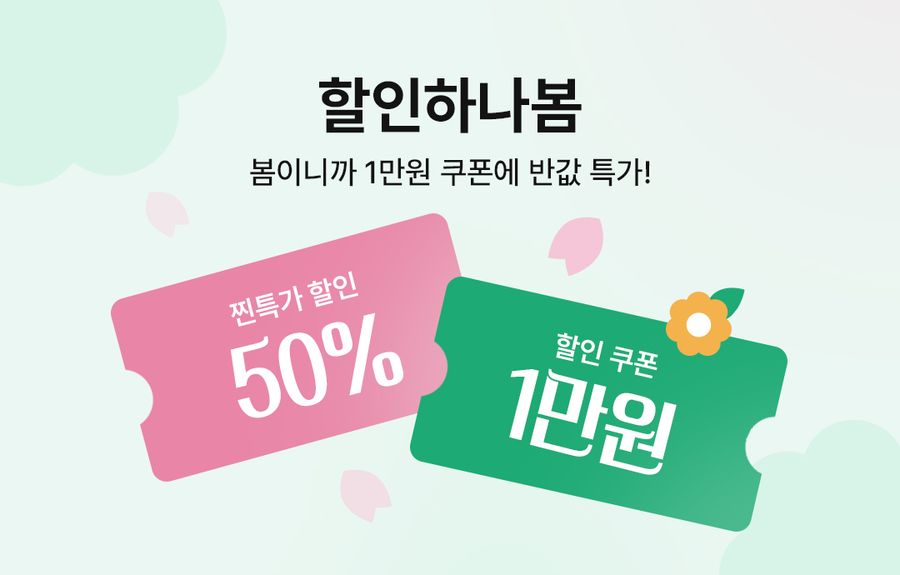 할인하나봄
봄이니까 1만원 쿠폰에 반값 특가!
찐특가 할인
50%
할인 쿠폰
1만원